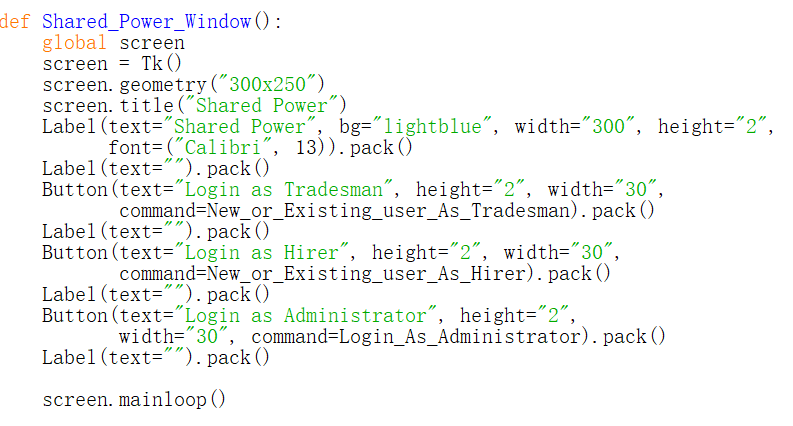 def Shared_Power_Window():
    global screen
    screen = Tk()
    screen.geometry("300x250")
    screen.title("Shared Power")
    Label(text="Shared Power", bg="lightblue", width="300", height="2",
          font=("Calibri", 13)).pack()
    Label(text="").pack()
    Button(text="Login as Tradesman", height="2", width="30",
           command=New_or_Existing_user_As_Tradesman).pack()
    Label(text="").pack()
    Button(text="Login as Hirer", height="2", width="30",
           command=New_or_Existing_user_As_Hirer).pack()
    Label(text="").pack()
    Button(text="Login as Administrator", height="2",
           width="30", command=Login_As_Administrator).pack()
    Label(text="").pack()

    screen.mainloop()